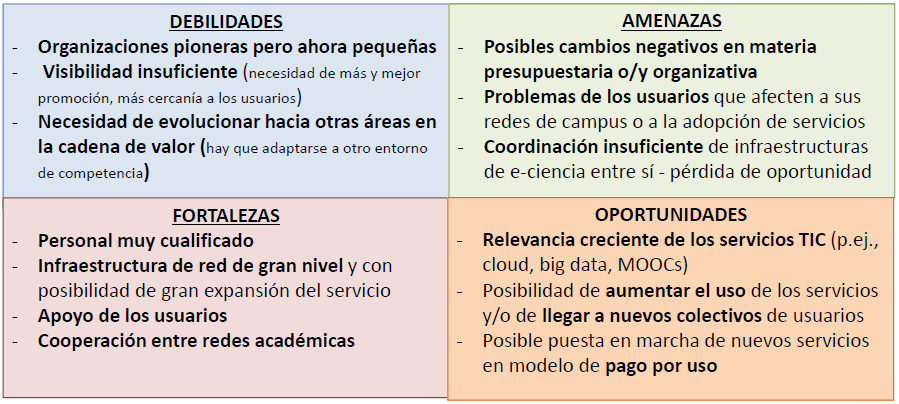 DEBILIDADES
- Organizaciones pioneras pero ahora pequeñas
- Visibilidad insuficiente (necesidad de más y mejor
promoción, más cercanía a los usuarios)
- Necesidad de evolucionar hacia otras áreas en
la cadena de valor (hay que adaptarse a otro entorno
de competencia)
AMENAZAS
- Posibles cambios negativos en materia
presupuestaria o/y organizativa
- Problemas de los usuarios que afecten a sus
redes de campus o a la adopción de servicios
- Coordinación insuficiente de infraestructuras
de e-ciencia entre sí - pérdida de oportunidad
FORTALEZAS
- Personal muy cualificado
- Infraestructura de red de gran nivel y con
posibilidad de gran expansión del servicio
- Apoyo de los usuarios
- Cooperación entre redes académicas
OPORTUNIDADES
- Relevancia creciente de los servicios TIC (p.ej.,
cloud, big data, MOOCs)
- Posibilidad de aumentar el uso de los servicios
y/o de llegar a nuevos colectivos de usuarios
- Posible puesta en marcha de nuevos servicios
en modelo de pago por uso